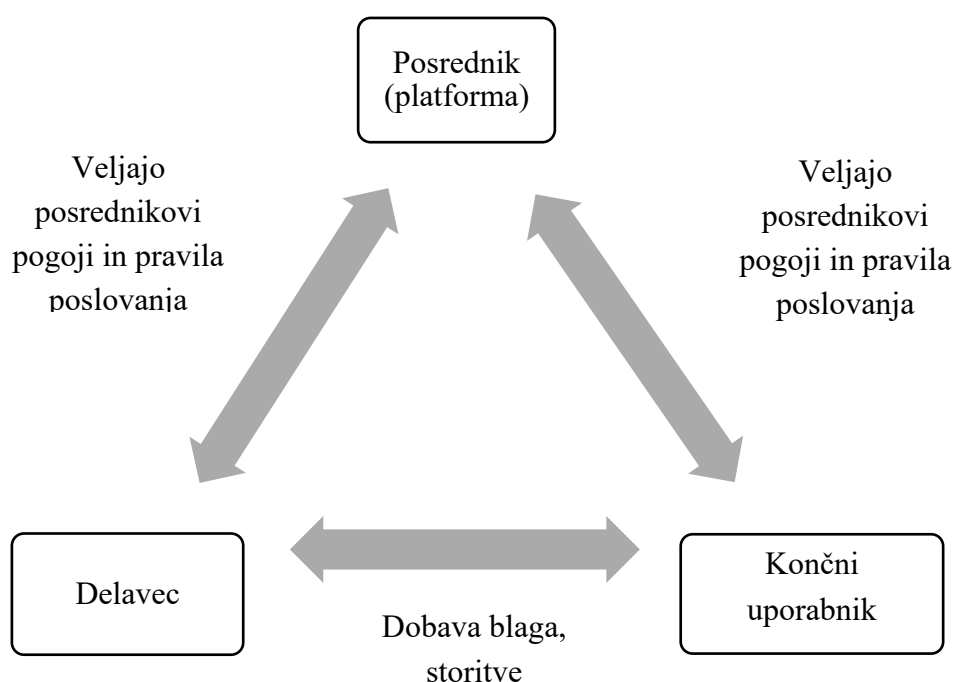 Posrednik
(platforma)
Veljajo
posrednikovi
pogoji in pravila
poslovanja
Veljajo
posrednikovi
pogoji in pravila
poslovanja
Delavec
Dobava blaga,
storitve
Končni
uporabnik